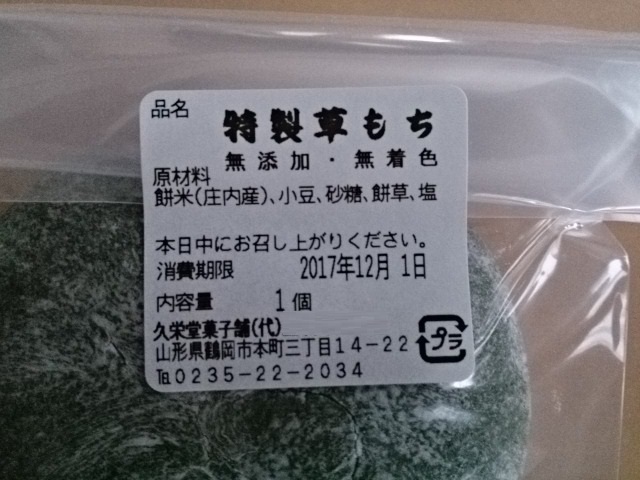 品名
特製草もち
無添加・無着色
原材料
餅米(庄内産)、小豆、砂糖、餅草、塩
本日中にお召し上がりください。
消費期限 2017年12月 1日
内容量 1個
久栄堂菓子舗(代)
山形県鶴岡市本町三丁目14-22
℡0235-22-2034
プラ